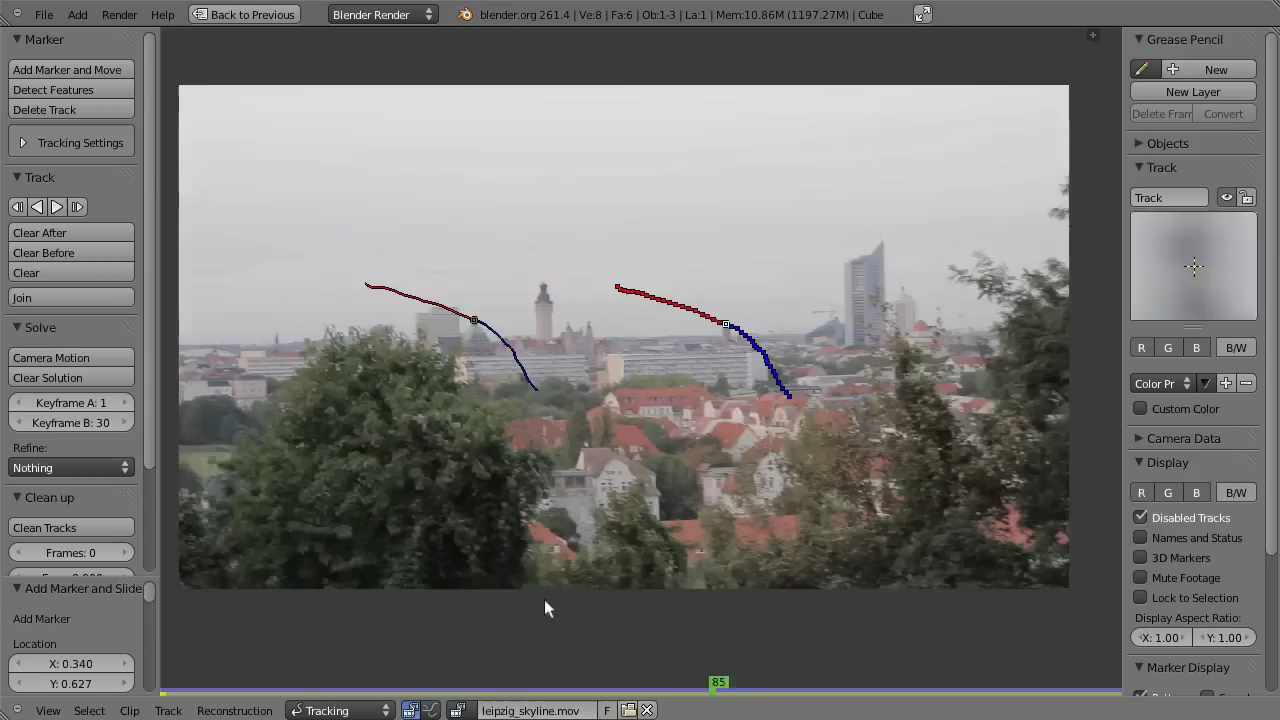 File Add Render Help Back to Previous Blender Render blender.org 261.4 | Ve:8 | Fa:6 | Ob:1-3 | La:1 | Mem:10.86M (1197.27M) | Cube
Marker
Add Marker and Move
Detect Features
Delete Track
Tracking Settings
Track
Clear After
Clear Before
Clear
Join
Solve
Camera Motion
Clear Solution
Keyframe A: 1
Keyframe B: 30
Refine:
Nothing
Clean up
Clean Tracks
Frames: 0
Add Marker and Slide
Add Marker
Location
X: 0.340
Y: 0.627
85
Grease Pencil
New
New Layer
Delete Fram Convert
Objects
Track
Track
R G B B/W
Color Pr
Custom Color
Camera Data
Display
R G B B/W
Disabled Tracks
Names and Status
3D Markers
Mute Footage
Lock to Selection
Display Aspect Ratio:
X: 1.00 Y: 1.00
Marker Display
View Select Clip Track Reconstruction Tracking leipzig_skyline.mov F